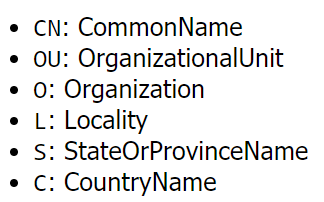 • CN: CommonName
• OU: OrganizationalUnit
• O: Organization
• L: Locality
• S: StateOrProvinceName
• C: CountryName